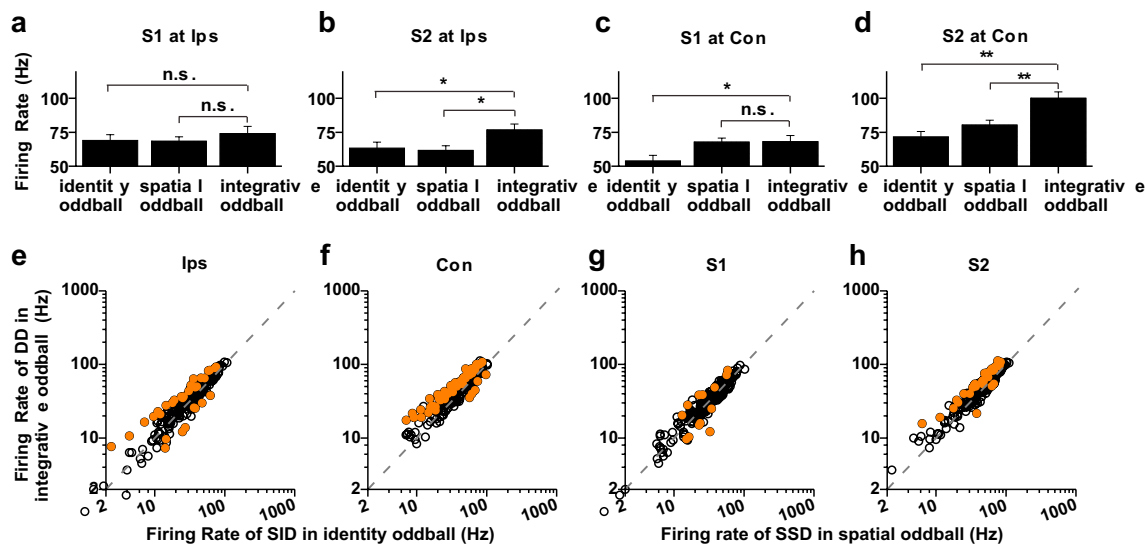 a b c d
S1 at Ips S2 at Ips S1 at Con S2 at Con
Firing Rate (Hz)
n.s. * * **
n.s. * n.s. **
100 100 100 100
75 75 75 75
50 50 50 50
identit y spatia l integrativ e identit y spatia l integrativ e identit y spatia l integrativ e identit y spatia l integrativ e
oddball oddball oddball oddball oddball oddball oddball oddball oddball oddball oddball oddball
e f g h
Ips Con S1 S2
Firing Rate of DD in
integrativ e oddball (Hz)
1000 1000 1000 1000
100 100 100 100
10 10 10 10
2 2 2 2
2 10 100 1000 2 10 100 1000 2 10 100 1000 2 10 100 1000
Firing Rate of SID in identity oddball (Hz) Firing rate of SSD in spatial oddball (Hz)